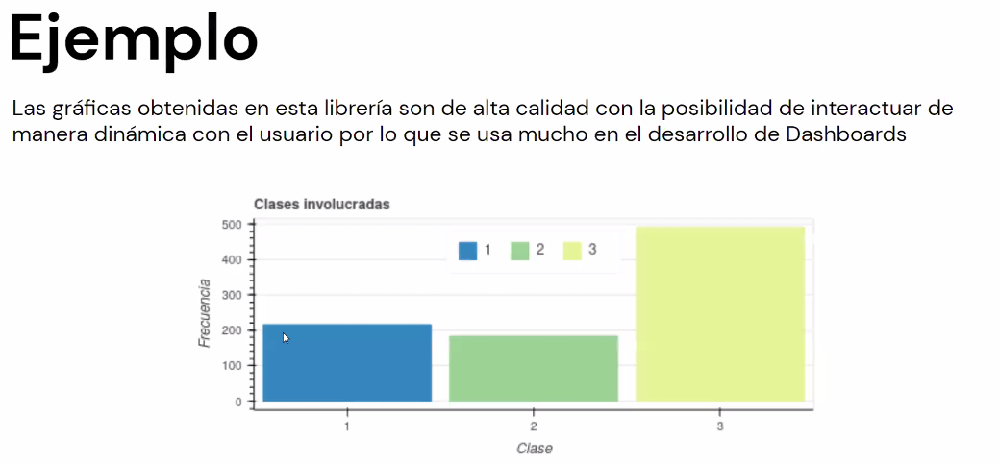 Ejemplo
Las gráficas obtenidas en esta librería son de alta calidad con la posibilidad de interactuar de
manera dinámica con el usuario por lo que se usa mucho en el desarrollo de Dashboards
Clases involucradas
500
400
300
200
100
0
Frecuencia
1 2 3
1 2 3
Clase